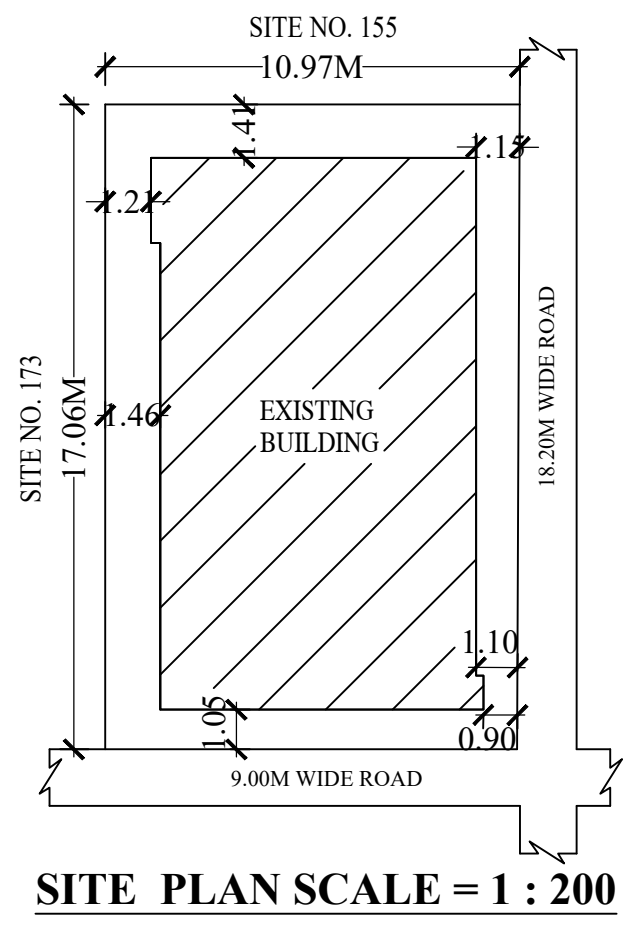 SITE NO. 155
10.97M
1.41
1.15
1.21
SITE NO. 173
17.06M
1.46
EXISTING
BUILDING
18.20M WIDE ROAD
1.10
1.05
0.90
9.00M WIDE ROAD
SITE PLAN SCALE = 1 : 200